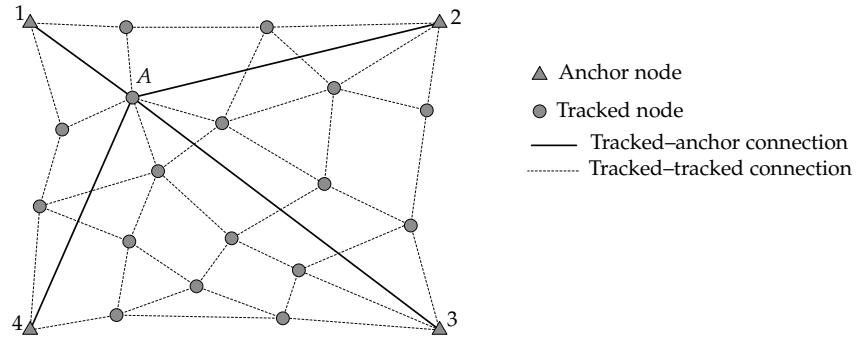 1
2
A
Anchor node
Tracked node
Tracked–anchor connection
Tracked–tracked connection
4
3